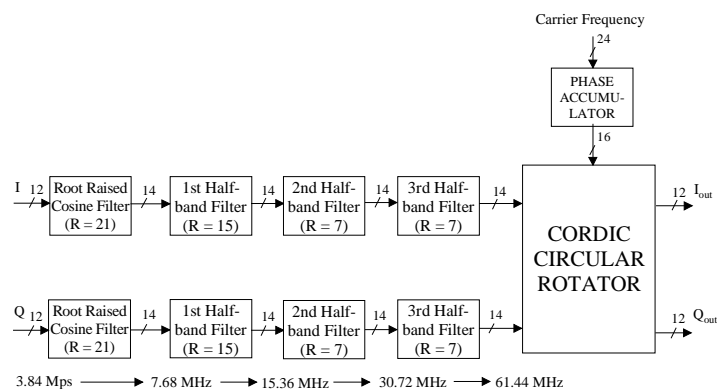 Carrier Frequency
24
PHASE
ACCUMU-
LATOR
16
I
12
Root Raised
Cosine Filter
(R = 21)
14
1st Half-
band Filter
(R = 15)
14
2nd Half-
band Filter
(R = 7)
14
3rd Half-
band Filter
(R = 7)
14
CORDIC
CIRCULAR
ROTATOR
12
Iout
Q
12
Root Raised
Cosine Filter
(R = 21)
14
1st Half-
band Filter
(R = 15)
14
2nd Half-
band Filter
(R = 7)
14
3rd Half-
band Filter
(R = 7)
14
12
Qout
3.84 Mps 7.68 MHz 15.36 MHz 30.72 MHz 61.44 MHz